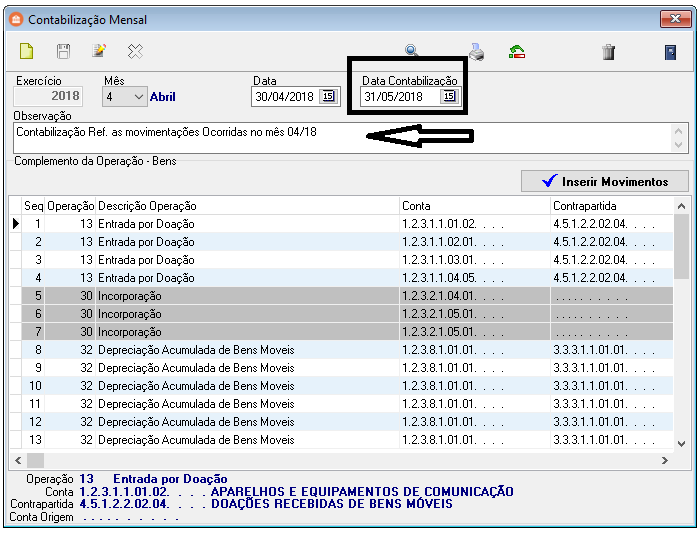 Contabilização Mensal
Exercício Mês Data Data Contabilização
2018 4 Abril 30/04/2018 15 31/05/2018 15
Observação
Contabilização Ref. as movimentações Ocorridas no mês 04/18
Complemento da Operação - Bens
Inserir Movimentos
Seq Operação Descrição Operação Conta Contrapartida
1 13 Entrada por Doação 1.2.3.1.1.01.02. . . . . 4.5.1.2.2.02.04. . . . .
2 13 Entrada por Doação 1.2.3.1.1.02.01. . . . . 4.5.1.2.2.02.04. . . . .
3 13 Entrada por Doação 1.2.3.1.1.03.01. . . . . 4.5.1.2.2.02.04. . . . .
4 13 Entrada por Doação 1.2.3.1.1.04.05. . . . . 4.5.1.2.2.02.04. . . . .
5 30 Incorporação 1.2.3.2.1.04.01. . . . . . . . . . . . . . .
6 30 Incorporação 1.2.3.2.1.05.01. . . . . . . . . . . . . . .
7 30 Incorporação 1.2.3.2.1.05.01. . . . . . . . . . . . . . .
8 32 Depreciação Acumulada de Bens Moveis 1.2.3.8.1.01.01. . . . . 3.3.3.1.1.01.01. . . . .
9 32 Depreciação Acumulada de Bens Moveis 1.2.3.8.1.01.01. . . . . 3.3.3.1.1.01.01. . . . .
10 32 Depreciação Acumulada de Bens Moveis 1.2.3.8.1.01.01. . . . . 3.3.3.1.1.01.01. . . . .
11 32 Depreciação Acumulada de Bens Moveis 1.2.3.8.1.01.01. . . . . 3.3.3.1.1.01.01. . . . .
12 32 Depreciação Acumulada de Bens Moveis 1.2.3.8.1.01.01. . . . . 3.3.3.1.1.01.01. . . . .
13 32 Depreciação Acumulada de Bens Moveis 1.2.3.8.1.01.01. . . . . 3.3.3.1.1.01.01. . . . .
Operação 13 Entrada por Doação
Conta 1.2.3.1.1.01.02. . . . . APARELHOS E EQUIPAMENTOS DE COMUNICAÇÃO
Contrapartida 4.5.1.2.2.02.04. . . . . DOAÇÕES RECEBIDAS DE BENS MÓVEIS
Conta Origem . . . . . . . . . .